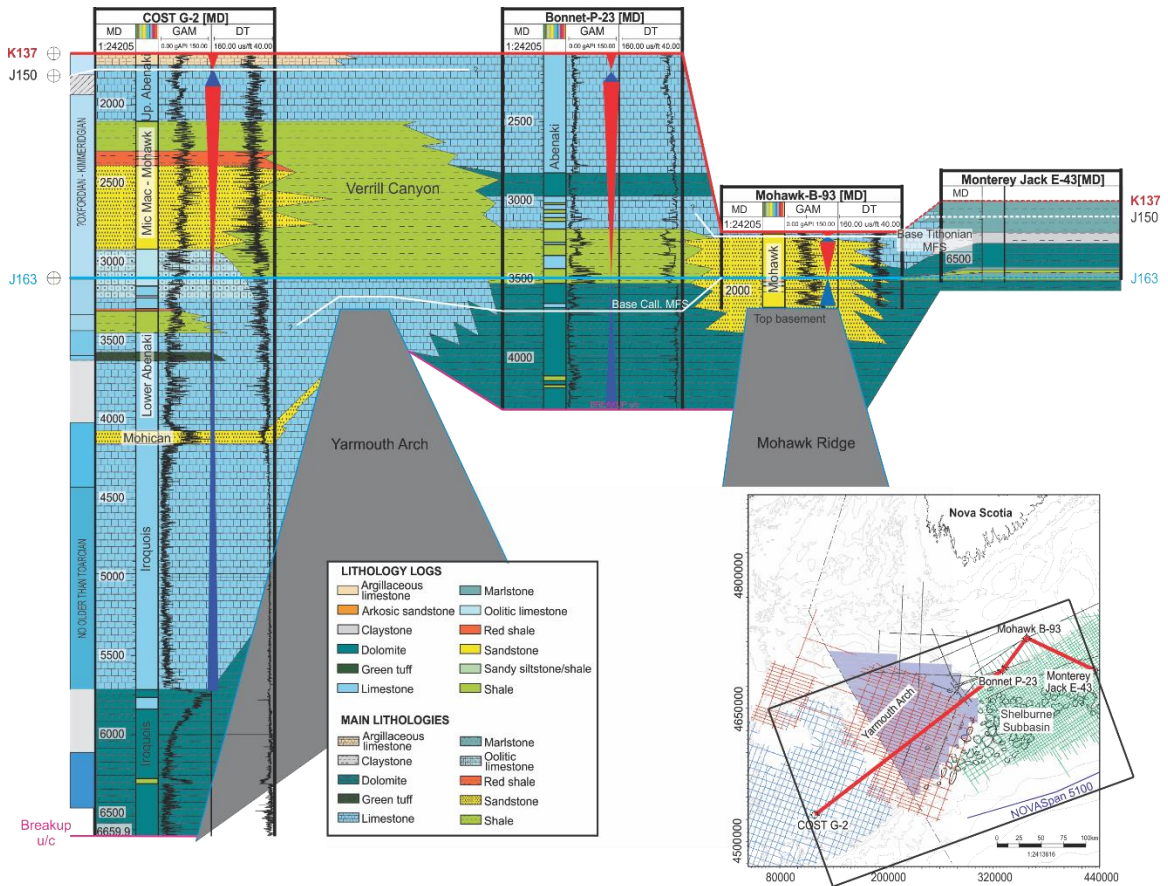 COST G-2 [MD]
MD
GAM
DT
1:24205
0.00 gAPI 150.00
160.00 us/ft 40.00
Bonnet-P-23 [MD]
MD
GAM
DT
1:24205
0.00 gAPI 150.00
160.00 us/ft 40.00
Mohawk-B-93 [MD]
MD
GAM
DT
1:24205
0.00 gAPI 150.00
160.00 us/ft 40.00
Monterey Jack E-43[MD]
MD
K137
J150
J163
Breakup
u/c
K137
J150
J163
?OXFORDIAN - KIMMERIDGIAN
NO OLDER THAN TOARCIAN
2000
2500
3000
3500
4000
4500
5000
5500
6000
6500
6659.9
Up. Abenaki
Mic Mac - Mohawk
Lower Abenaki
Mohican
Iroquois
Iroquois
Verrill Canyon
Yarmouth Arch
?
?
?
2500
3000
3500
4000
Abenaki
Base Call. MFS
2000
Mohawk
Top basement
Mohawk Ridge
Base Tithonian
MFS
6500
LITHOLOGY LOGS
Argillaceous
limestone
Arkosic sandstone
Claystone
Dolomite
Green tuff
Limestone
Marlstone
Oolitic limestone
Red shale
Sandstone
Sandy siltstone/shale
Shale
MAIN LITHOLOGIES
Argillaceous
limestone
Claystone
Dolomite
Green tuff
Limestone
Marlstone
Oolitic
limestone
Red shale
Sandstone
Shale
Nova Scotia
Mohawk B-93
Bonnet P-23
Monterey
Jack E-43
Yarmouth Arch
Shelburne
Subbasin
NOVASpan 5100
COST G-2
0 25 50 75 100km
1:2413616
4800000
4650000
4500000
80000
200000
320000
440000